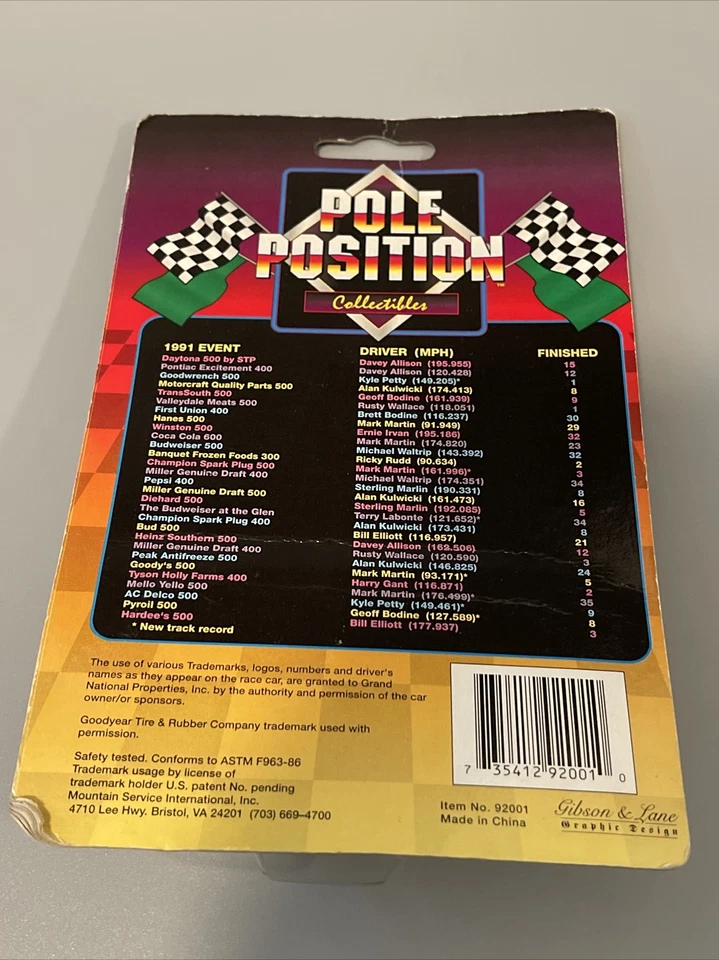 POLE
POSITION™
Collectibles
1991 EVENT DRIVER (MPH) FINISHED
Daytona 500 by STP Davey Allison (195.955) 15
Pontiac Excitement 400 Davey Allison (120.428) 12
Goodwrench 500 Kyle Petty (149.205)* 1
Motorcraft Quality Parts 500 Alan Kulwicki (174.413) 8
TransSouth 500 Geoff Bodine (161.939) 9
Valleydale Meats 500 Rusty Wallace (118.051) 1
First Union 400 Brett Bodine (116.237) 30
Hanes 500 Mark Martin (91.949) 29
Winston 500 Ernie Irvan (195.186) 32
Coca Cola 600 Mark Martin (174.820) 23
Budweiser 500 Michael Waltrip (143.392) 32
Banquet Frozen Foods 300 Ricky Rudd (90.634) 2
Champion Spark Plug 500 Mark Martin (161.996)* 3
Miller Genuine Draft 400 Michael Waltrip (174.351) 34
Pepsi 400 Sterling Marlin (190.331) 8
Miller Genuine Draft 500 Alan Kulwicki (161.473) 16
Diehard 500 Sterling Marlin (192.085) 5
The Budweiser at the Glen Terry Labonte (121.652)* 34
Champion Spark Plug 400 Alan Kulwicki (173.431) 8
Bud 500 Bill Elliott (116.957) 21
Heinz Southern 500 Davey Allison (162.506) 12
Miller Genuine Draft 400 Rusty Wallace (120.590) 3
Peak Antifreeze 500 Alan Kulwicki (146.825) 24
Goody's 500 Mark Martin (93.171)* 5
Tyson Holly Farms 400 Harry Gant (116.871) 2
Mello Yello 500 Mark Martin (176.499)* 35
AC Delco 500 Kyle Petty (149.461)* 9
Pyroil 500 Geoff Bodine (127.589)* 8
Hardee's 500 Bill Elliott (177.937) 3
* New track record
The use of various Trademarks, logos, numbers and driver's
names as they appear on the race car, are granted to Grand
National Properties, Inc. by the authority and permission of the car
owner/or sponsors.
Goodyear Tire & Rubber Company trademark used with
permission.
Safety tested. Conforms to ASTM F963-86
Trademark usage by license of
trademark holder U.S. patent No. pending
Mountain Service International, Inc.
4710 Lee Hwy. Bristol, VA 24201 (703) 669–4700
7 35412 92001 0
Item No. 92001
Made in China
Gibson & Lane
Graphic Design